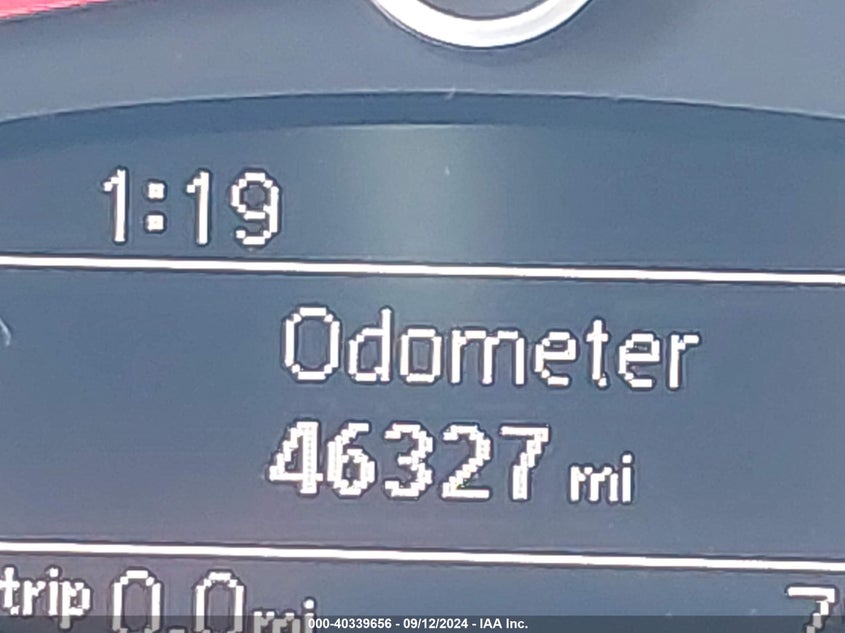 1:19
Odometer
46327 mi
trip 0.0 mi
000-40339656 - 09/12/2024 - IAA Inc.